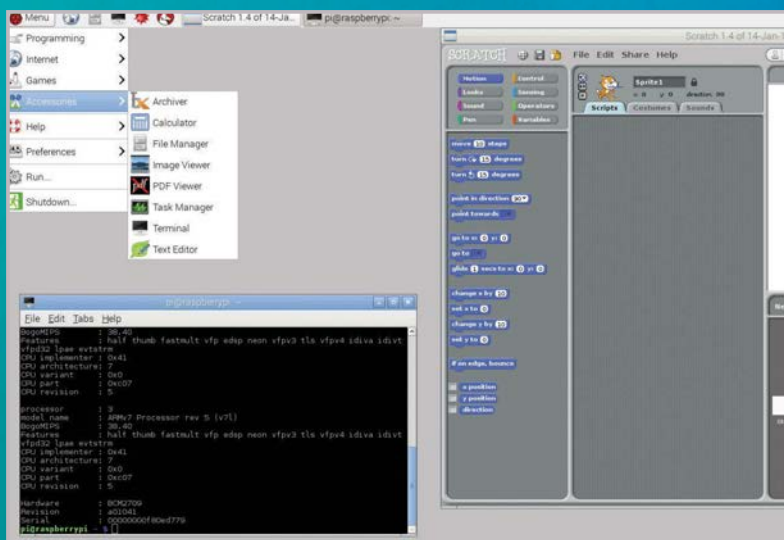 Menu
Scratch 1.4 of 14-Ja...
pi@raspberrypi: ~
Programming
Internet
Games
Accessories
Help
Preferences
Run...
Shutdown...
Archiver
Calculator
File Manager
Image Viewer
PDF Viewer
Task Manager
Terminal
Text Editor
Scratch 1.4 of 14-Jan-1
SCRATCH
File Edit Share Help
Motion
Control
Looks
Sensing
Sound
Operators
Pen
Variables
Sprite1
x: 0 y: 0 direction: 90
Scripts
Costumes
Sounds
move 10 steps
turn 15 degrees
turn 15 degrees
point in direction 90
point towards
go to x: 0 y: 0
go to
glide 1 secs to x: 0 y: 0
change x by 10
set x to 0
change y by 10
set y to 0
if on edge, bounce
x position
y position
direction
Ne
pi@raspberrypi: ~
File Edit Tabs Help
BogoMIPS : 38.40
Features : half thumb fastmult vfp edsp neon vfpv3 tls vfpv4 idiva idivt
vfpd32 lpae evtstrm
CPU implementer : 0x41
CPU architecture: 7
CPU variant : 0x0
CPU part : 0xc07
CPU revision : 5
processor : 3
model name : ARMv7 Processor rev 5 (v7l)
BogoMIPS : 38.40
Features : half thumb fastmult vfp edsp neon vfpv3 tls vfpv4 idiva idivt
vfpd32 lpae evtstrm
CPU implementer : 0x41
CPU architecture: 7
CPU variant : 0x0
CPU part : 0xc07
CPU revision : 5
Hardware : BCM2709
Revision : a01041
Serial : 00000000f80ed779
pi@raspberrypi ~ $